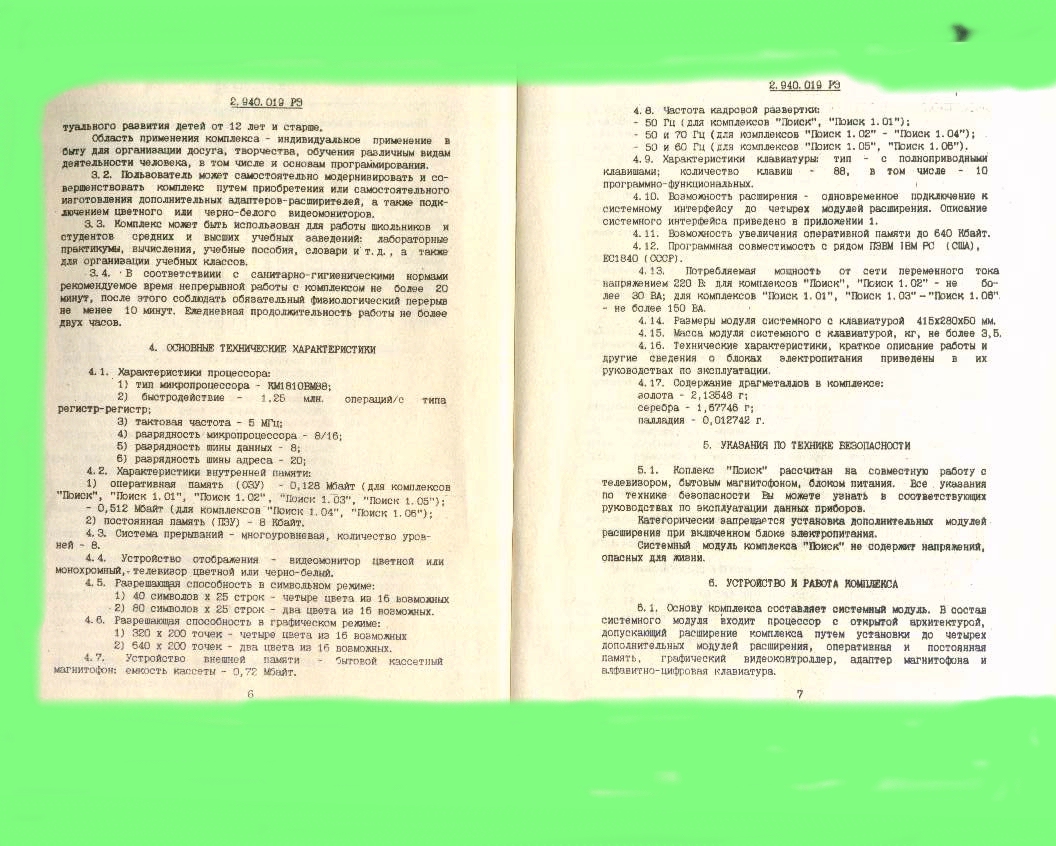 2.940.019 РЭ
туального развития детей от 12 лет и старше.
Область применения комплекса - индивидуальное применение в
быту для организации досуга, творчества, обучения различным видам
деятельности человека, в том числе и основам программирования.
3.2. Пользователь может самостоятельно модернизировать и со-
вершенствовать комплекс путем приобретения или самостоятельного
изготовления дополнительных адаптеров-расширителей, а также подк-
лючением цветного или черно-белого видеомониторов.
3.3. Комплекс может быть использован для работы школьников и
студентов средних и высших учебных заведений: лабораторные
практикумы, вычисления, учебные пособия, словари и т.д., а также
для организации учебных классов.
3.4. В соответствиии с санитарно-гигиеническими нормами
рекомендуемое время непрерывной работы с комплексом не более 20
минут, после этого соблюдать обязательный физиологический перерыв
не менее 10 минут. Ежедневная продолжительность работы не более
двух часов.
4. ОСНОВНЫЕ ТЕХНИЧЕСКИЕ ХАРАКТЕРИСТИКИ
4.1. Характеристики процессора:
1) тип микропроцессора - КМ1810ВМ88;
2) быстродействие - 1,25 млн. операций/с типа
регистр-регистр;
3) тактовая частота - 5 МГц;
4) разрядность микропроцессора - 8/16;
5) разрядность шины данных - 8;
6) разрядность шины адреса - 20;
4.2. Характеристики внутренней памяти:
1) оперативная память (ОЗУ) - 0,128 Мбайт (для комплексов
"Поиск", "Поиск 1.01", "Поиск 1.02", "Поиск 1.03", "Поиск 1.05");
- 0,512 Мбайт (для комплексов "Поиск 1.04", "Поиск 1.06");
2) постоянная память (ПЗУ) - 8 Кбайт.
4.3. Система прерываний - многоуровневая, количество уров-
ней - 8.
4.4. Устройство отображения - видеомонитор цветной или
монохромный, телевизор цветной или черно-белый.
4.5. Разрешающая способность в символьном режиме:
1) 40 символов х 25 строк - четыре цвета из 16 возможных
2) 80 символов х 25 строк - два цвета из 16 возможных.
4.6. Разрешающая способность в графическом режиме:
1) 320 х 200 точек - четыре цвета из 16 возможных
2) 640 х 200 точек - два цвета из 16 возможных.
4.7. Устройство внешней памяти - бытовой кассетный
магнитофон: емкость кассеты - 0,72 Мбайт.
6
2.940.019 РЭ
4.8. Частота кадровой развертки:
- 50 Гц (для комплексов "Поиск", "Поиск 1.01");
- 50 и 70 Гц (для комплексов "Поиск 1.02" - "Поиск 1.04");
- 50 и 60 Гц (для комплексов "Поиск 1.05", "Поиск 1.06").
4.9. Характеристики клавиатуры: тип - с полноприводными
клавишами; количество клавиш - 88, в том числе - 10
программно-функциональных.
4.10. Возможность расширения - одновременное подключение к
системному интерфейсу до четырех модулей расширения. Описание
системного интерфейса приведено в приложении 1.
4.11. Возможность увеличения оперативной памяти до 640 Кбайт.
4.12. Программная совместимость с рядом ПЭВМ IBM PC (США),
ЕС1840 (СССР).
4.13. Потребляемая мощность от сети переменного тока
напряжением 220 В: для комплексов "Поиск", "Поиск 1.02" - не бо-
лее 30 ВА; для комплексов "Поиск 1.01", "Поиск 1.03"-"Поиск 1.06"
- не более 150 ВА.
4.14. Размеры модуля системного с клавиатурой 415х280х50 мм.
4.15. Масса модуля системного с клавиатурой, кг, не более 3,5.
4.16. Технические характеристики, краткое описание работы и
другие сведения о блоках электропитания приведены в их
руководствах по эксплуатации.
4.17. Содержание драгметаллов в комплексе:
золота - 2,13548 г;
серебра - 1,67746 г;
палладия - 0,012742 г.
5. УКАЗАНИЯ ПО ТЕХНИКЕ БЕЗОПАСНОСТИ
5.1. Коплекс "Поиск" рассчитан на совместную работу с
телевизором, бытовым магнитофоном, блоком питания. Все указания
по технике безопасности Вы можете узнать в соответствующих
руководствах по эксплуатации данных приборов.
Категорически запрещается установка дополнительных модулей
расширения при включенном блоке электропитания.
Системный модуль комплекса "Поиск" не содержит напряжений,
опасных для жизни.
6. УСТРОЙСТВО И РАБОТА КОМПЛЕКСА
6.1. Основу комплекса составляет системный модуль. В состав
системного модуля входит процессор с открытой архитектурой,
допускающий расширение комплекса путем установки до четырех
дополнительных модулей расширения, оперативная и постоянная
память, графический видеоконтроллер, адаптер магнитофона и
алфавитно-цифровая клавиатура.
7